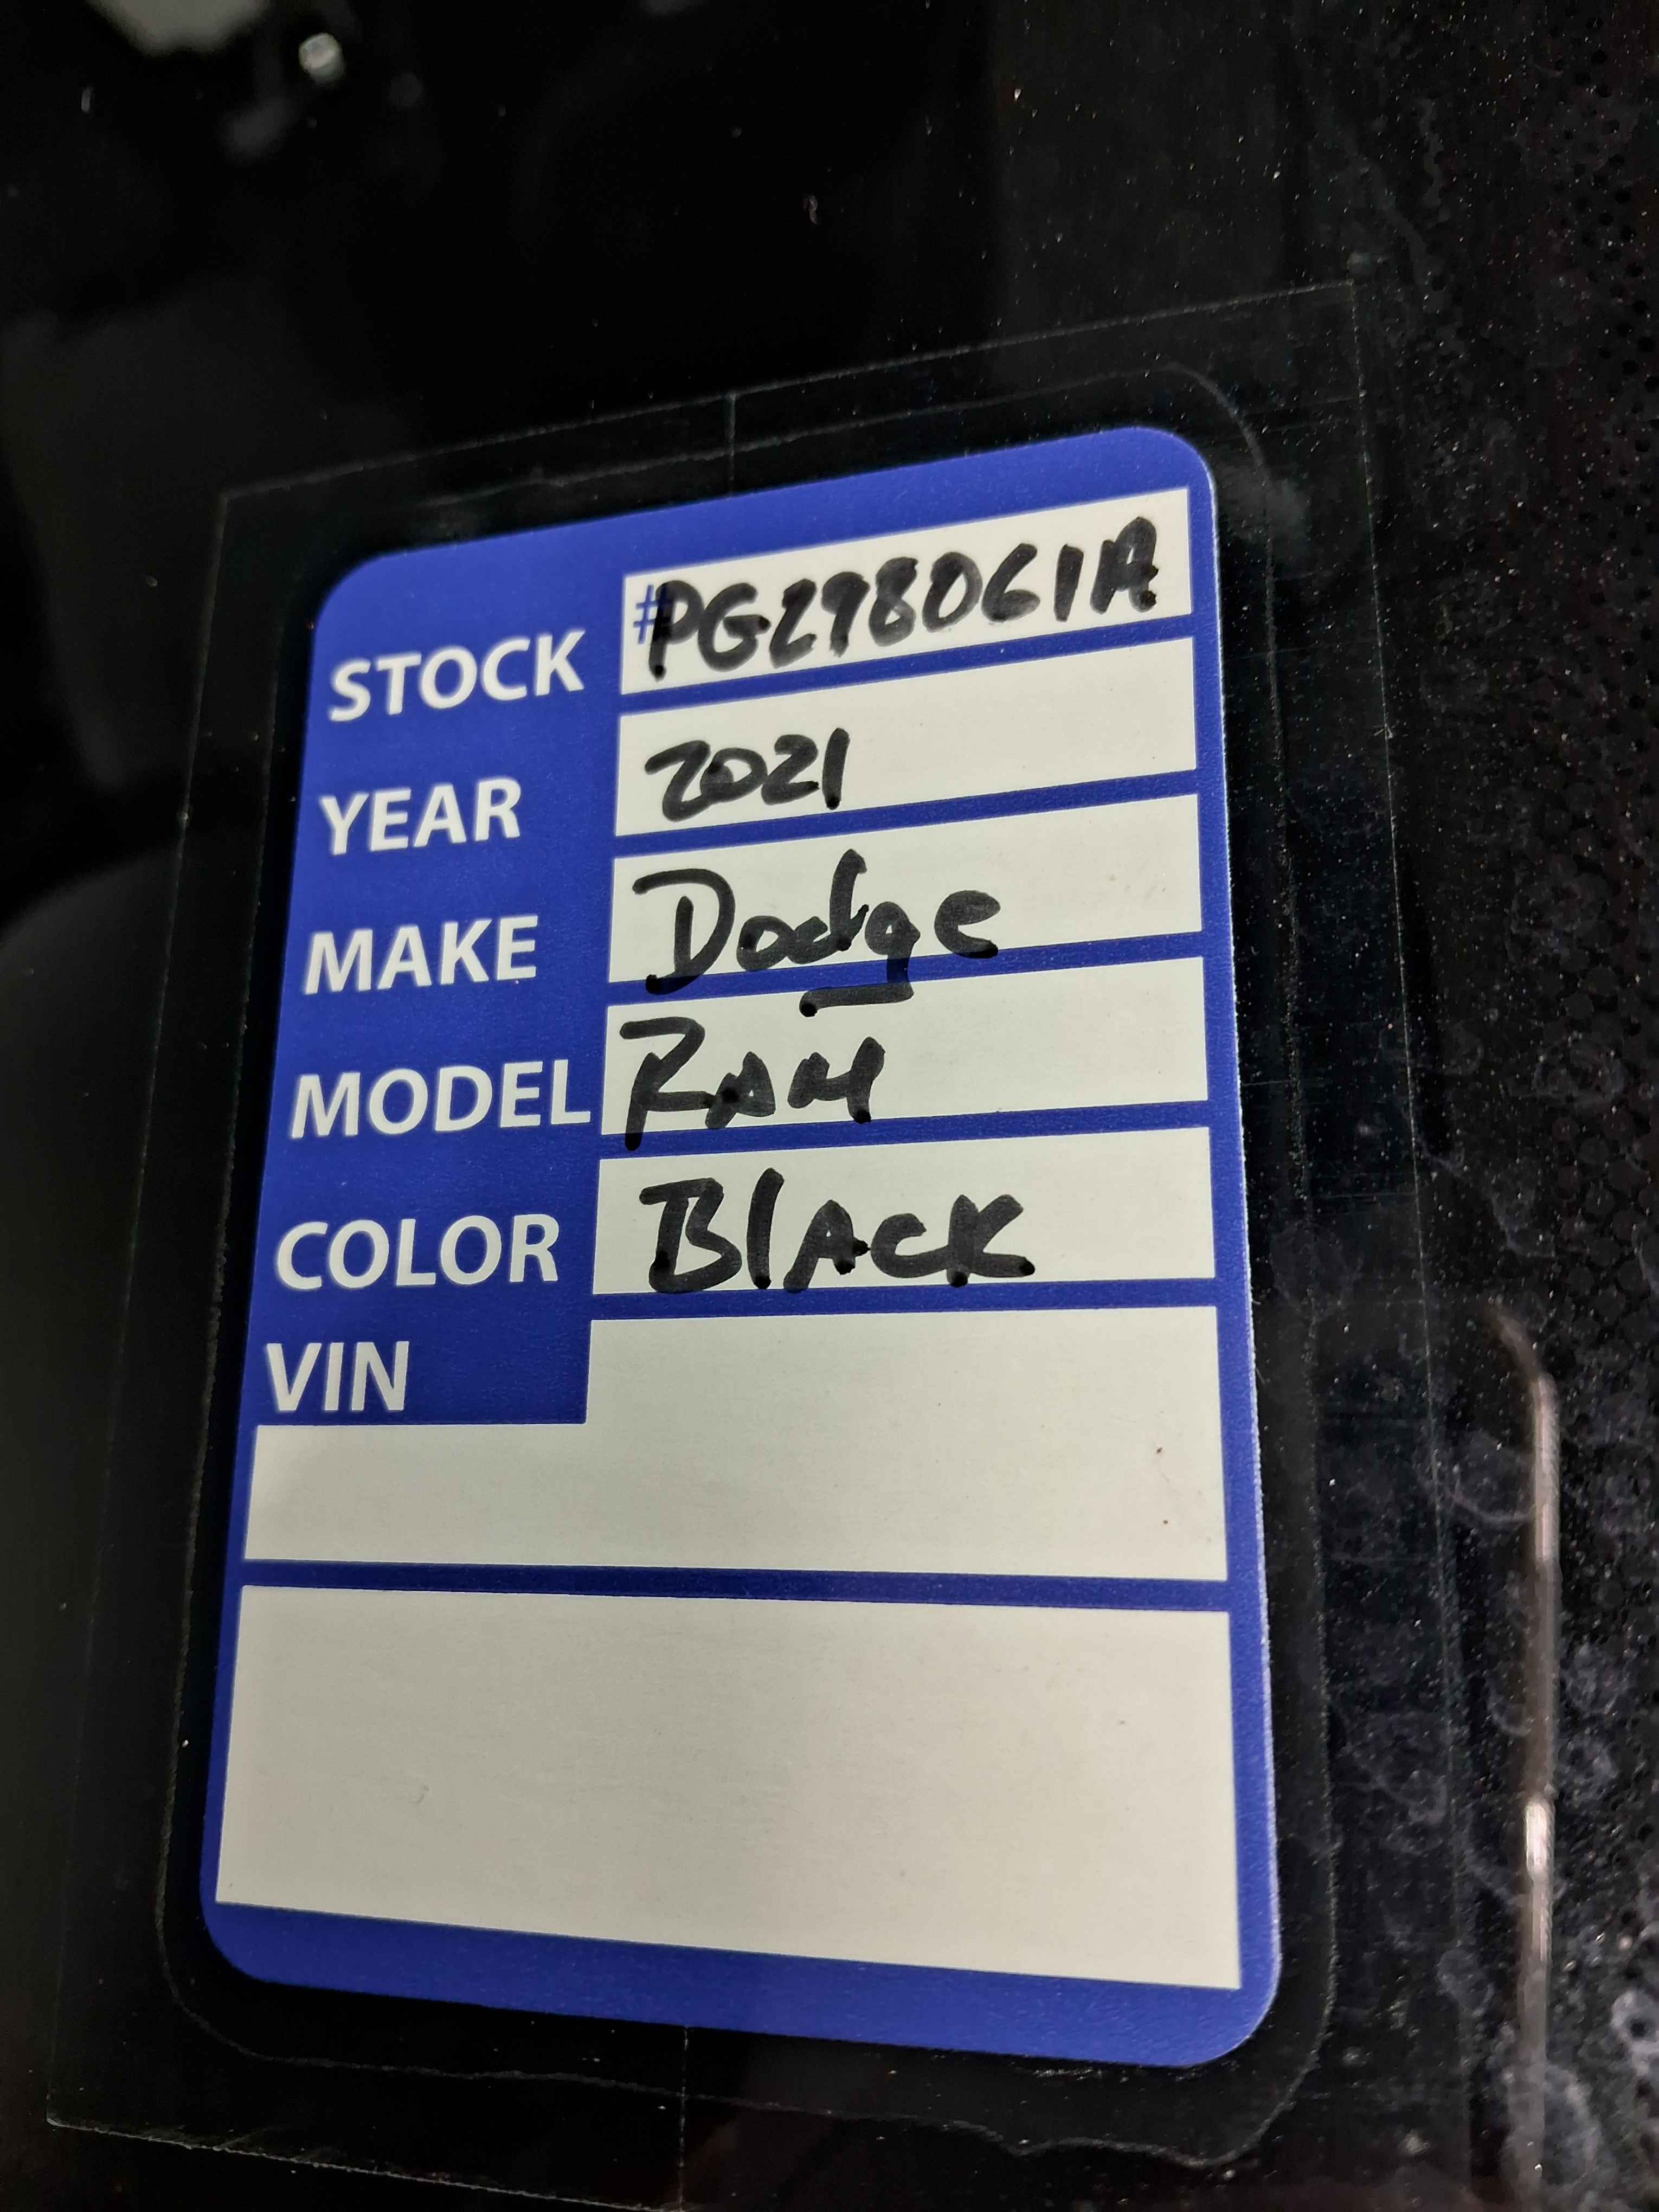 STOCK #PG298061A
YEAR 2021
MAKE Dodge
MODEL RAM
COLOR BlACK
VIN